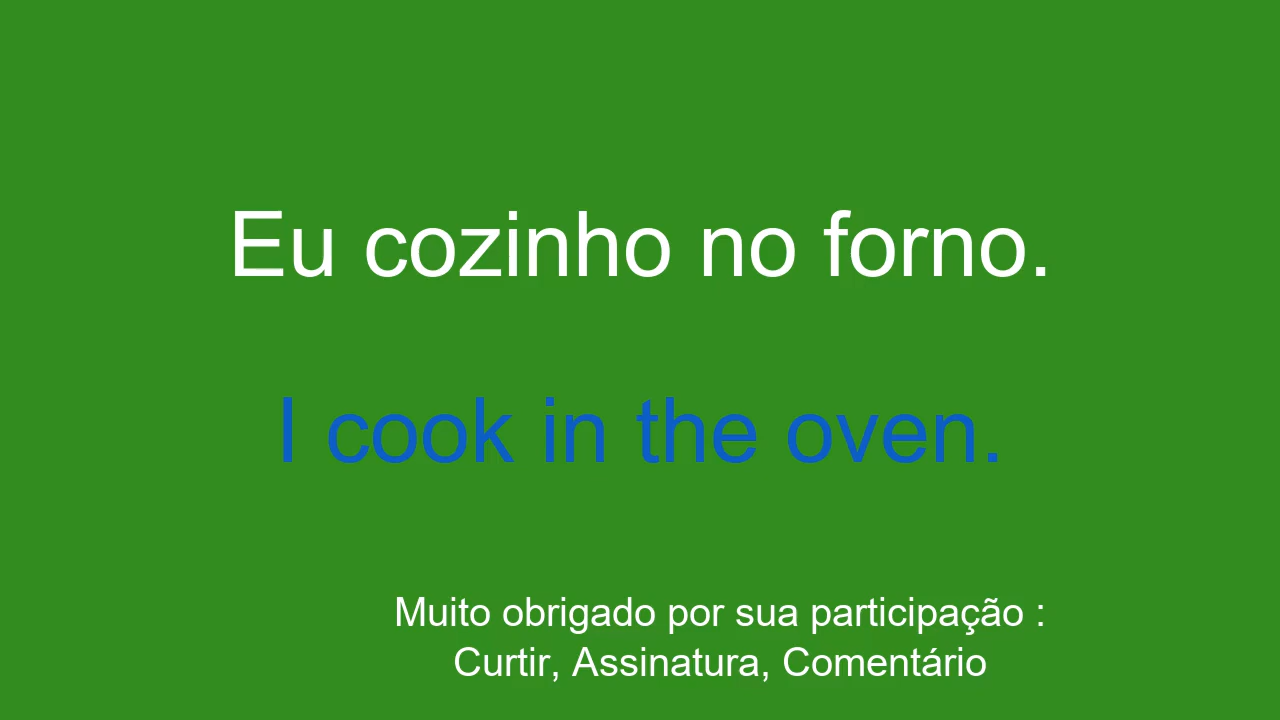 Eu cozinho no forno.
I cook in the oven.
Muito obrigado por sua participação :
Curtir, Assinatura, Comentário